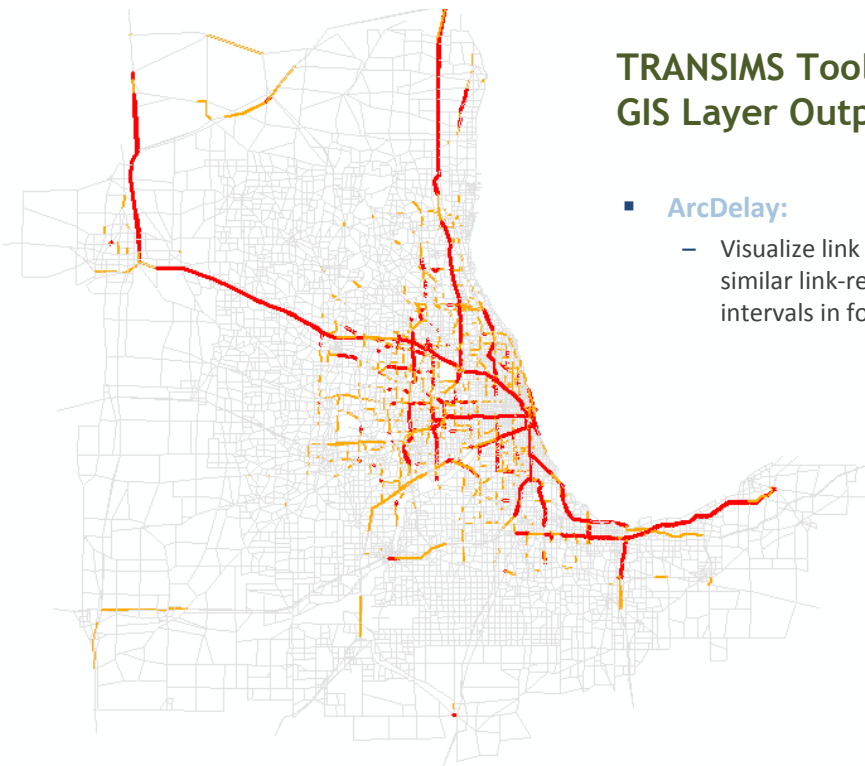 TRANSIMS Tool
GIS Layer Outp
▪ ArcDelay:
– Visualize link
similar link-re
intervals in fo